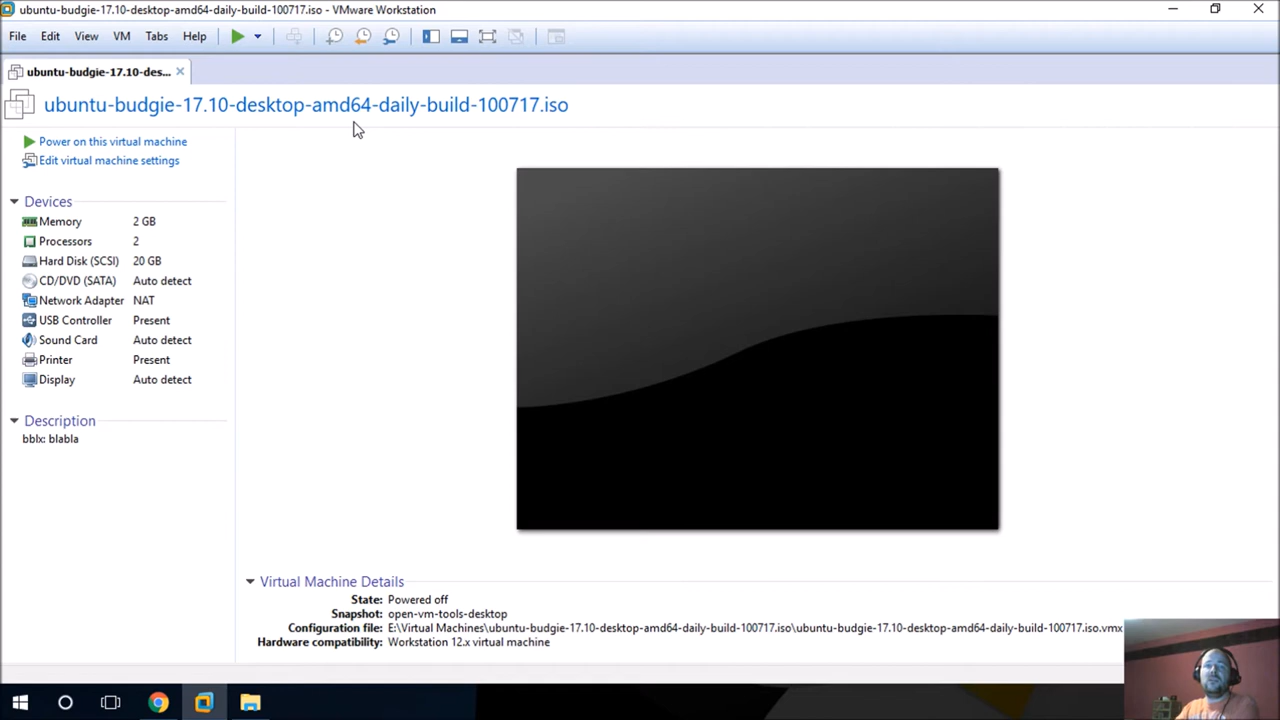 ubuntu-budgie-17.10-desktop-amd64-daily-build-100717.iso - VMware Workstation
File Edit View VM Tabs Help
ubuntu-budgie-17.10-des...
ubuntu-budgie-17.10-desktop-amd64-daily-build-100717.iso
Power on this virtual machine
Edit virtual machine settings
Devices
Memory 2 GB
Processors 2
Hard Disk (SCSI) 20 GB
CD/DVD (SATA) Auto detect
Network Adapter NAT
USB Controller Present
Sound Card Auto detect
Printer Present
Display Auto detect
Description
bblx: blabla
Virtual Machine Details
State: Powered off
Snapshot: open-vm-tools-desktop
Configuration file: E:\Virtual Machines\ubuntu-budgie-17.10-desktop-amd64-daily-build-100717.iso\ubuntu-budgie-17.10-desktop-amd64-daily-build-100717.iso.vmx
Hardware compatibility: Workstation 12.x virtual machine